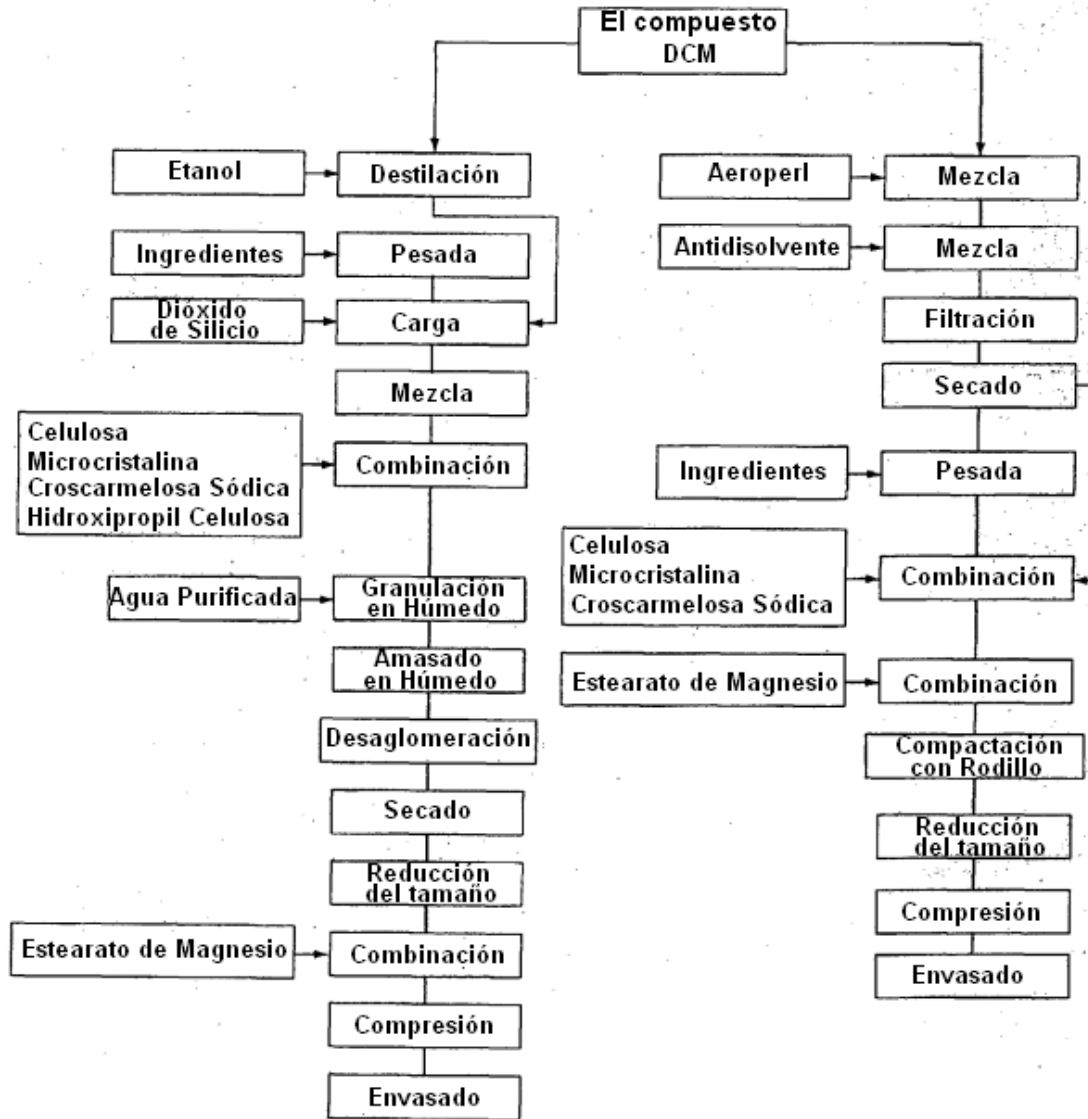 El compuesto
DCM
Etanol
Destilación
Ingredientes
Pesada
Dióxido
de Silicio
Carga
Mezcla
Celulosa
Microcristalina
Croscarmelosa Sódica
Hidroxipropil Celulosa
Combinación
Agua Purificada
Granulación
en Húmedo
Amasado
en Húmedo
Desaglomeración
Secado
Reducción
del tamaño
Estearato de Magnesio
Combinación
Compresión
Envasado
Aeroperl
Mezcla
Antidisolvente
Mezcla
Filtración
Secado
Ingredientes
Pesada
Celulosa
Microcristalina
Croscarmelosa Sódica
Combinación
Estearato de Magnesio
Combinación
Compactación
con Rodillo
Reducción
del tamaño
Compresión
Envasado